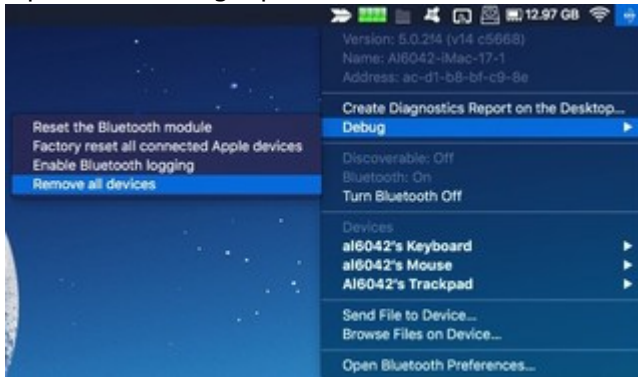 12.97 GB
Version: 5.0.2f4 (v14 c5668)
Name: Al6042-iMac-17-1
Address: ac-d1-b8-bf-c9-8e
Create Diagnostics Report on the Desktop...
Debug
Reset the Bluetooth module
Factory reset all connected Apple devices
Enable Bluetooth logging
Remove all devices
Discoverable: Off
Bluetooth: On
Turn Bluetooth Off
Devices
al6042's Keyboard
al6042's Mouse
Al6042's Trackpad
Send File to Device...
Browse Files on Device...
Open Bluetooth Preferences...